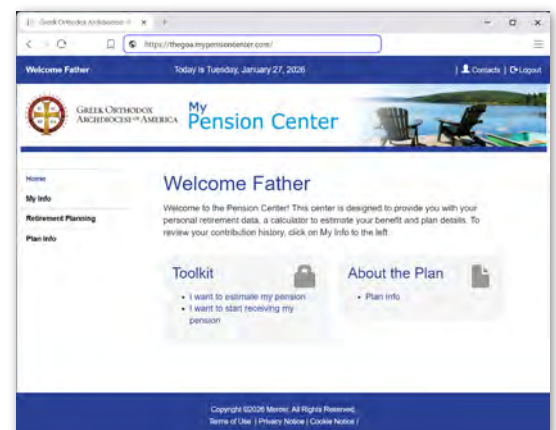 Greek Orthodox Archdiocese of
https://thegoa.mypensioncenter.com/
Welcome Father
Today is Tuesday, January 27, 2026
| Contacts | Logout
GREEK ORTHODOX
ARCHDIOCESE OF AMERICA
My
Pension Center
Home
My Info
Retirement Planning
Plan Info
Welcome Father
Welcome to the Pension Center! This center is designed to provide you with your
personal retirement data, a calculator to estimate your benefit and plan details. To
review your contribution history, click on My Info to the left.
Toolkit
• I want to estimate my pension
• I want to start receiving my
pension
About the Plan
• Plan Info
Copyright ©2026 Mercer, All Rights Reserved.
Terms of Use | Privacy Notice | Cookie Notice /